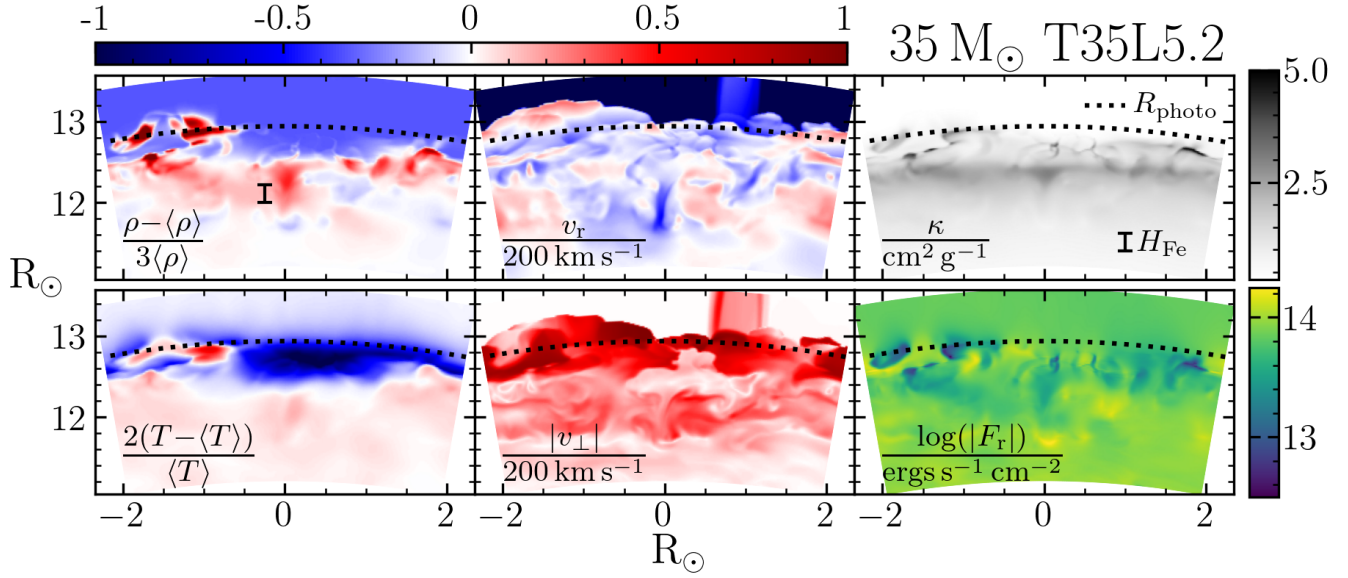 -1 -0.5 0 0.5 1
35 M⊙ T35L5.2
13
12
ρ−⟨ρ⟩
3⟨ρ⟩
v_r
200 km s⁻¹
R_photo
κ
cm² g⁻¹
H_Fe
5.0
2.5
R⊙
13
12
2(T−⟨T⟩)
⟨T⟩
|v_⊥|
200 km s⁻¹
log(|F_r|)
ergs s⁻¹ cm⁻²
14
13
−2 0 2 −2 0 2 −2 0 2
R⊙